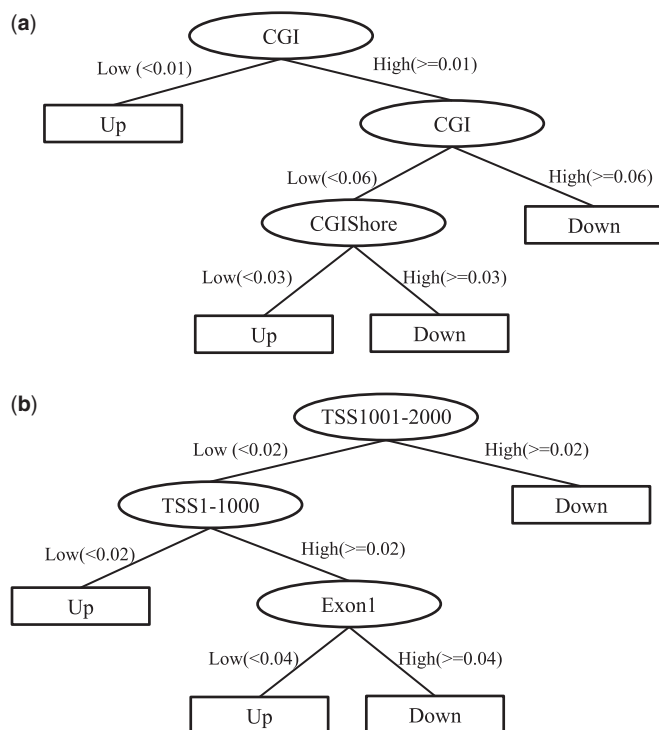 (a)
CGI
Low (<0.01) High(>=0.01)
Up CGI
Low(<0.06) High(>=0.06)
CGIShore Down
Low(<0.03) High(>=0.03)
Up Down
(b)
TSS1001-2000
Low (<0.02) High(>=0.02)
TSS1-1000 Down
Low(<0.02) High(>=0.02)
Up Exon1
Low(<0.04) High(>=0.04)
Up Down